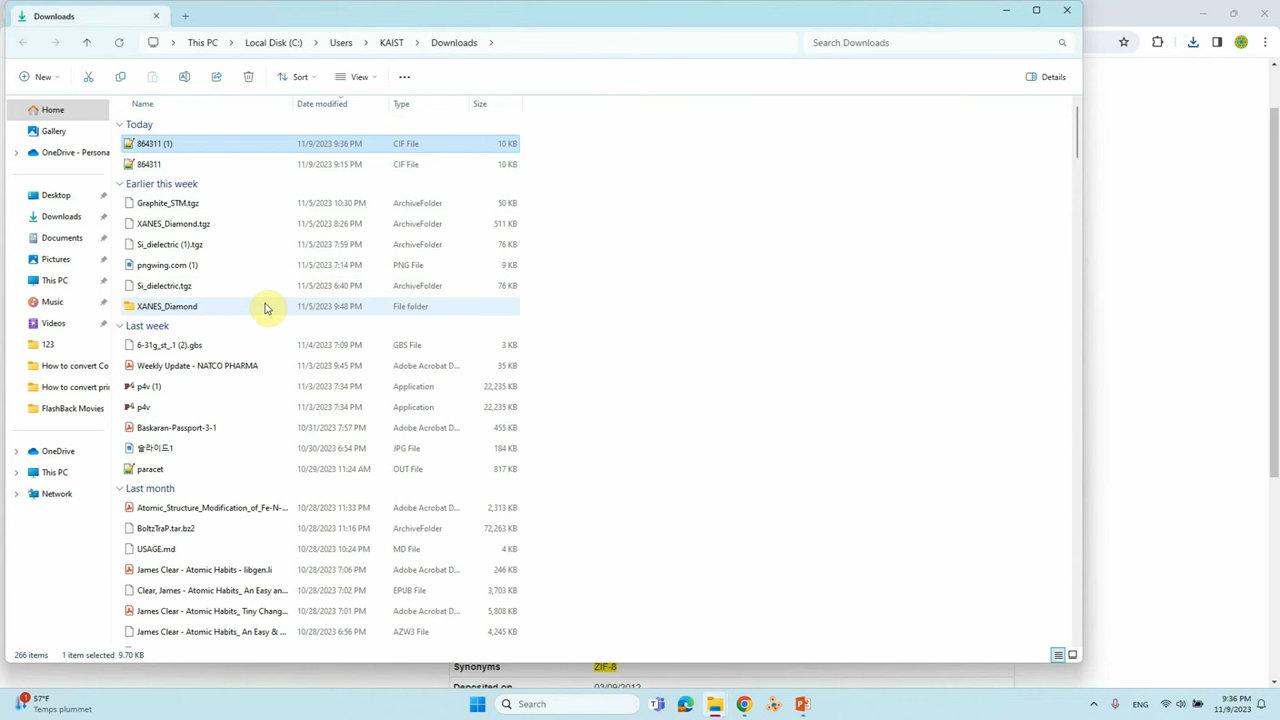 Downloads
This PC Local Disk (C:) Users KAIST Downloads Search Downloads
New Sort View Details
Name Date modified Type Size
Home
Gallery
OneDrive - Persona
Desktop
Downloads
Documents
Pictures
This PC
Music
Videos
123
How to convert Co
How to convert pri
FlashBack Movies
OneDrive
This PC
Network
Today
864311 (1) 11/9/2023 9:36 PM CIF File 10 KB
864311 11/9/2023 9:15 PM CIF File 10 KB
Earlier this week
Graphite_STM.tgz 11/5/2023 10:30 PM ArchiveFolder 50 KB
XANES_Diamond.tgz 11/5/2023 8:26 PM ArchiveFolder 511 KB
Si_dielectric (1).tgz 11/5/2023 7:59 PM ArchiveFolder 76 KB
pngwing.com (1) 11/5/2023 7:14 PM PNG File 9 KB
Si_dielectric.tgz 11/5/2023 6:40 PM ArchiveFolder 76 KB
XANES_Diamond 11/5/2023 9:48 PM File folder
Last week
6-31g_st_.1 (2).gbs 11/4/2023 7:09 PM GBS File 3 KB
Weekly Update - NATCO PHARMA 11/3/2023 9:45 PM Adobe Acrobat D... 35 KB
p4v (1) 11/3/2023 7:34 PM Application 22,235 KB
p4v 11/3/2023 7:34 PM Application 22,235 KB
Baskaran-Passport-3-1 10/31/2023 7:57 PM Adobe Acrobat D... 455 KB
슬라이드1 10/30/2023 6:54 PM JPG File 184 KB
paracet 10/29/2023 11:24 AM OUT File 817 KB
Last month
Atomic_Structure_Modification_of_Fe-N-... 10/28/2023 11:33 PM Adobe Acrobat D... 2,313 KB
BoltzTraP.tar.bz2 10/28/2023 11:16 PM ArchiveFolder 72,263 KB
USAGE.md 10/28/2023 10:24 PM MD File 4 KB
James Clear - Atomic Habits - libgen.li 10/28/2023 7:06 PM Adobe Acrobat D... 246 KB
Clear, James - Atomic Habits_ An Easy an... 10/28/2023 7:02 PM EPUB File 3,703 KB
James Clear - Atomic Habits_ Tiny Chang... 10/28/2023 7:01 PM Adobe Acrobat D... 5,808 KB
James Clear - Atomic Habits_ An Easy & ... 10/28/2023 6:56 PM AZW3 File 4,245 KB
266 items 1 item selected 9.70 KB
Synonyms ZIF-8
Deposited on 03/09/2012
1 57°F
Temps plummet
Search
ENG
9:36 PM
11/9/2023